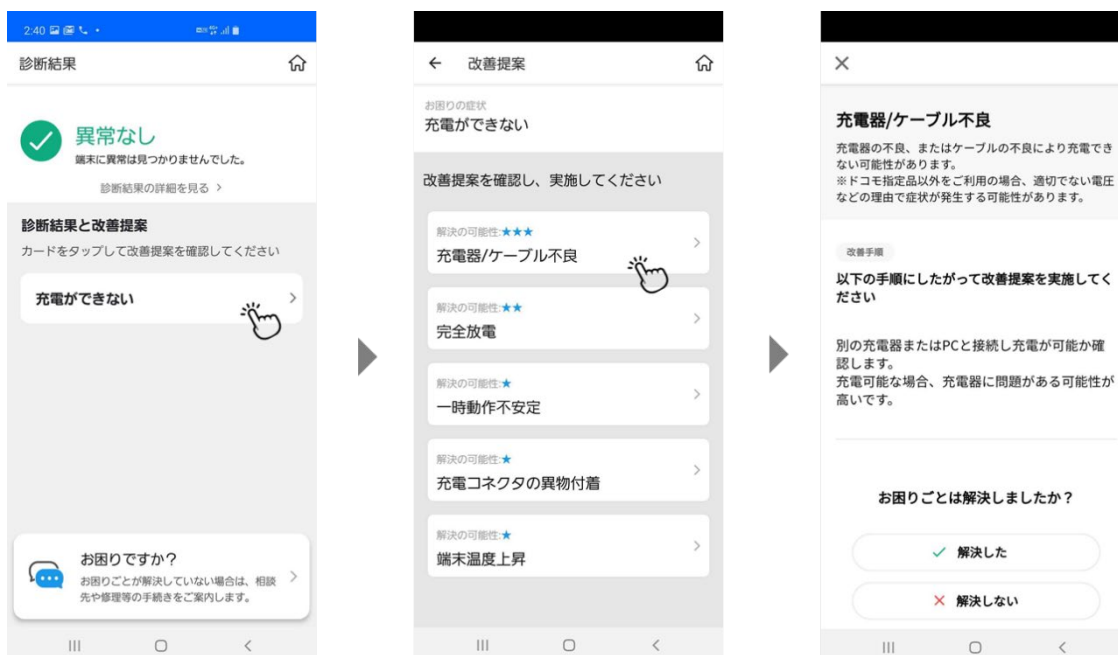 2:40
診断結果
異常なし
端末に異常は見つかりませんでした。
診断結果の詳細を見る
診断結果と改善提案
カードをタップして改善提案を確認してください
充電ができない
お困りですか？
お困りごとが解決していない場合は、相談
先や修理等の手続きをご案内します。
改善提案
お困りの症状
充電ができない
改善提案を確認し、実施してください
解決の可能性:★★★
充電器/ケーブル不良
解決の可能性:★★
完全放電
解決の可能性:★
一時動作不安定
解決の可能性:★
充電コネクタの異物付着
解決の可能性:★
端末温度上昇
充電器/ケーブル不良
充電器の不良、またはケーブルの不良により充電でき
ない可能性があります。
※ドコモ指定品以外をご利用の場合、適切でない電圧
などの理由で症状が発生する可能性があります。
改善手順
以下の手順にしたがって改善提案を実施してく
ださい
別の充電器またはPCと接続し充電が可能か確
認します。
充電可能な場合、充電器に問題がある可能性が
高いです。
お困りごとは解決しましたか？
解決した
解決しない